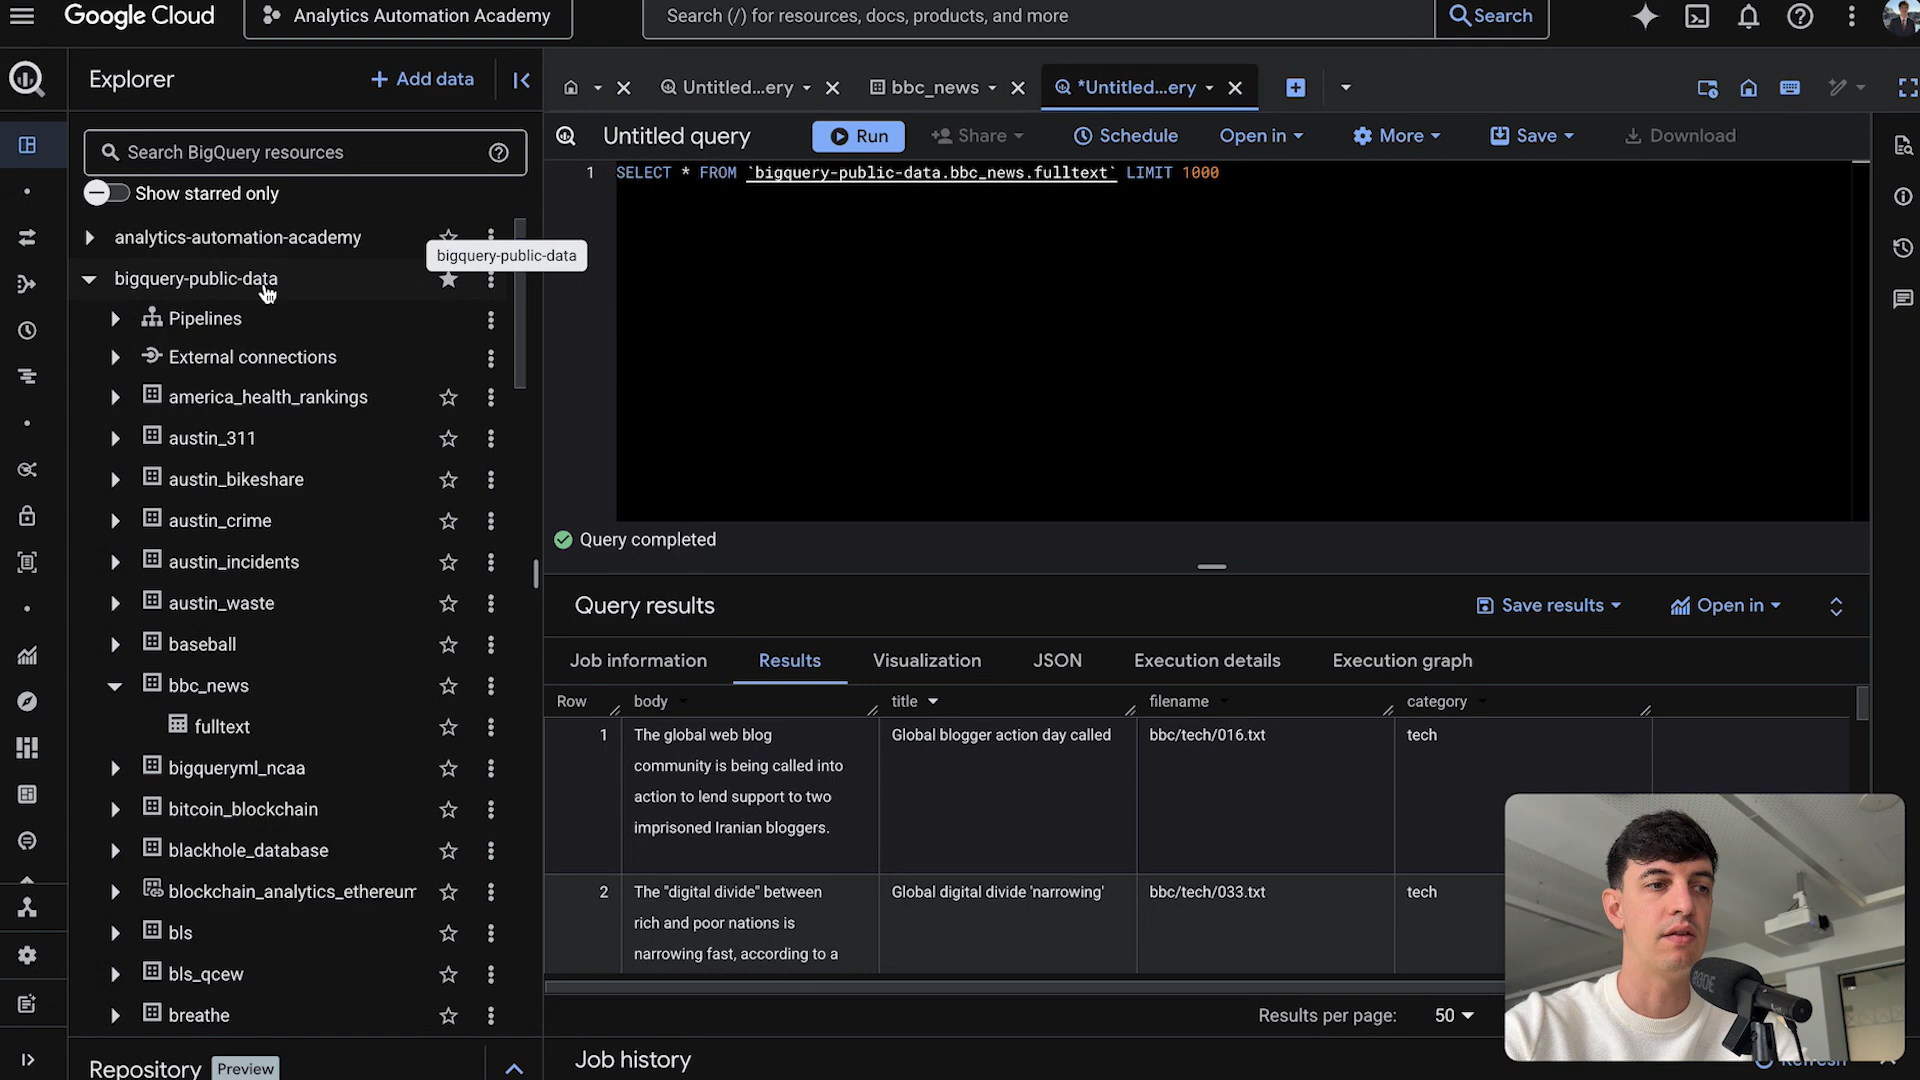 Google Cloud
Analytics Automation Academy
Search (/) for resources, docs, products, and more
Search
Explorer
+ Add data
Untitled...ery
bbc_news
*Untitled...ery
Search BigQuery resources
Untitled query
Run
Share
Schedule
Open in
More
Save
Download
Show starred only
1
SELECT * FROM `bigquery-public-data.bbc_news.fulltext` LIMIT 1000
analytics-automation-academy
bigquery-public-data
bigquery-public-data
Pipelines
External connections
america_health_rankings
austin_311
austin_bikeshare
austin_crime
austin_incidents
austin_waste
baseball
bbc_news
fulltext
bigqueryml_ncaa
bitcoin_blockchain
blackhole_database
blockchain_analytics_ethereum
bls
bls_qcew
breathe
Repository Preview
Query completed
Query results
Save results
Open in
Job information
Results
Visualization
JSON
Execution details
Execution graph
Row body title filename category
1 The global web blog Global blogger action day called bbc/tech/016.txt tech
community is being called into
action to lend support to two
imprisoned Iranian bloggers.
2 The "digital divide" between Global digital divide 'narrowing' bbc/tech/033.txt tech
rich and poor nations is
narrowing fast, according to a
Results per page: 50
Job history
Refresh